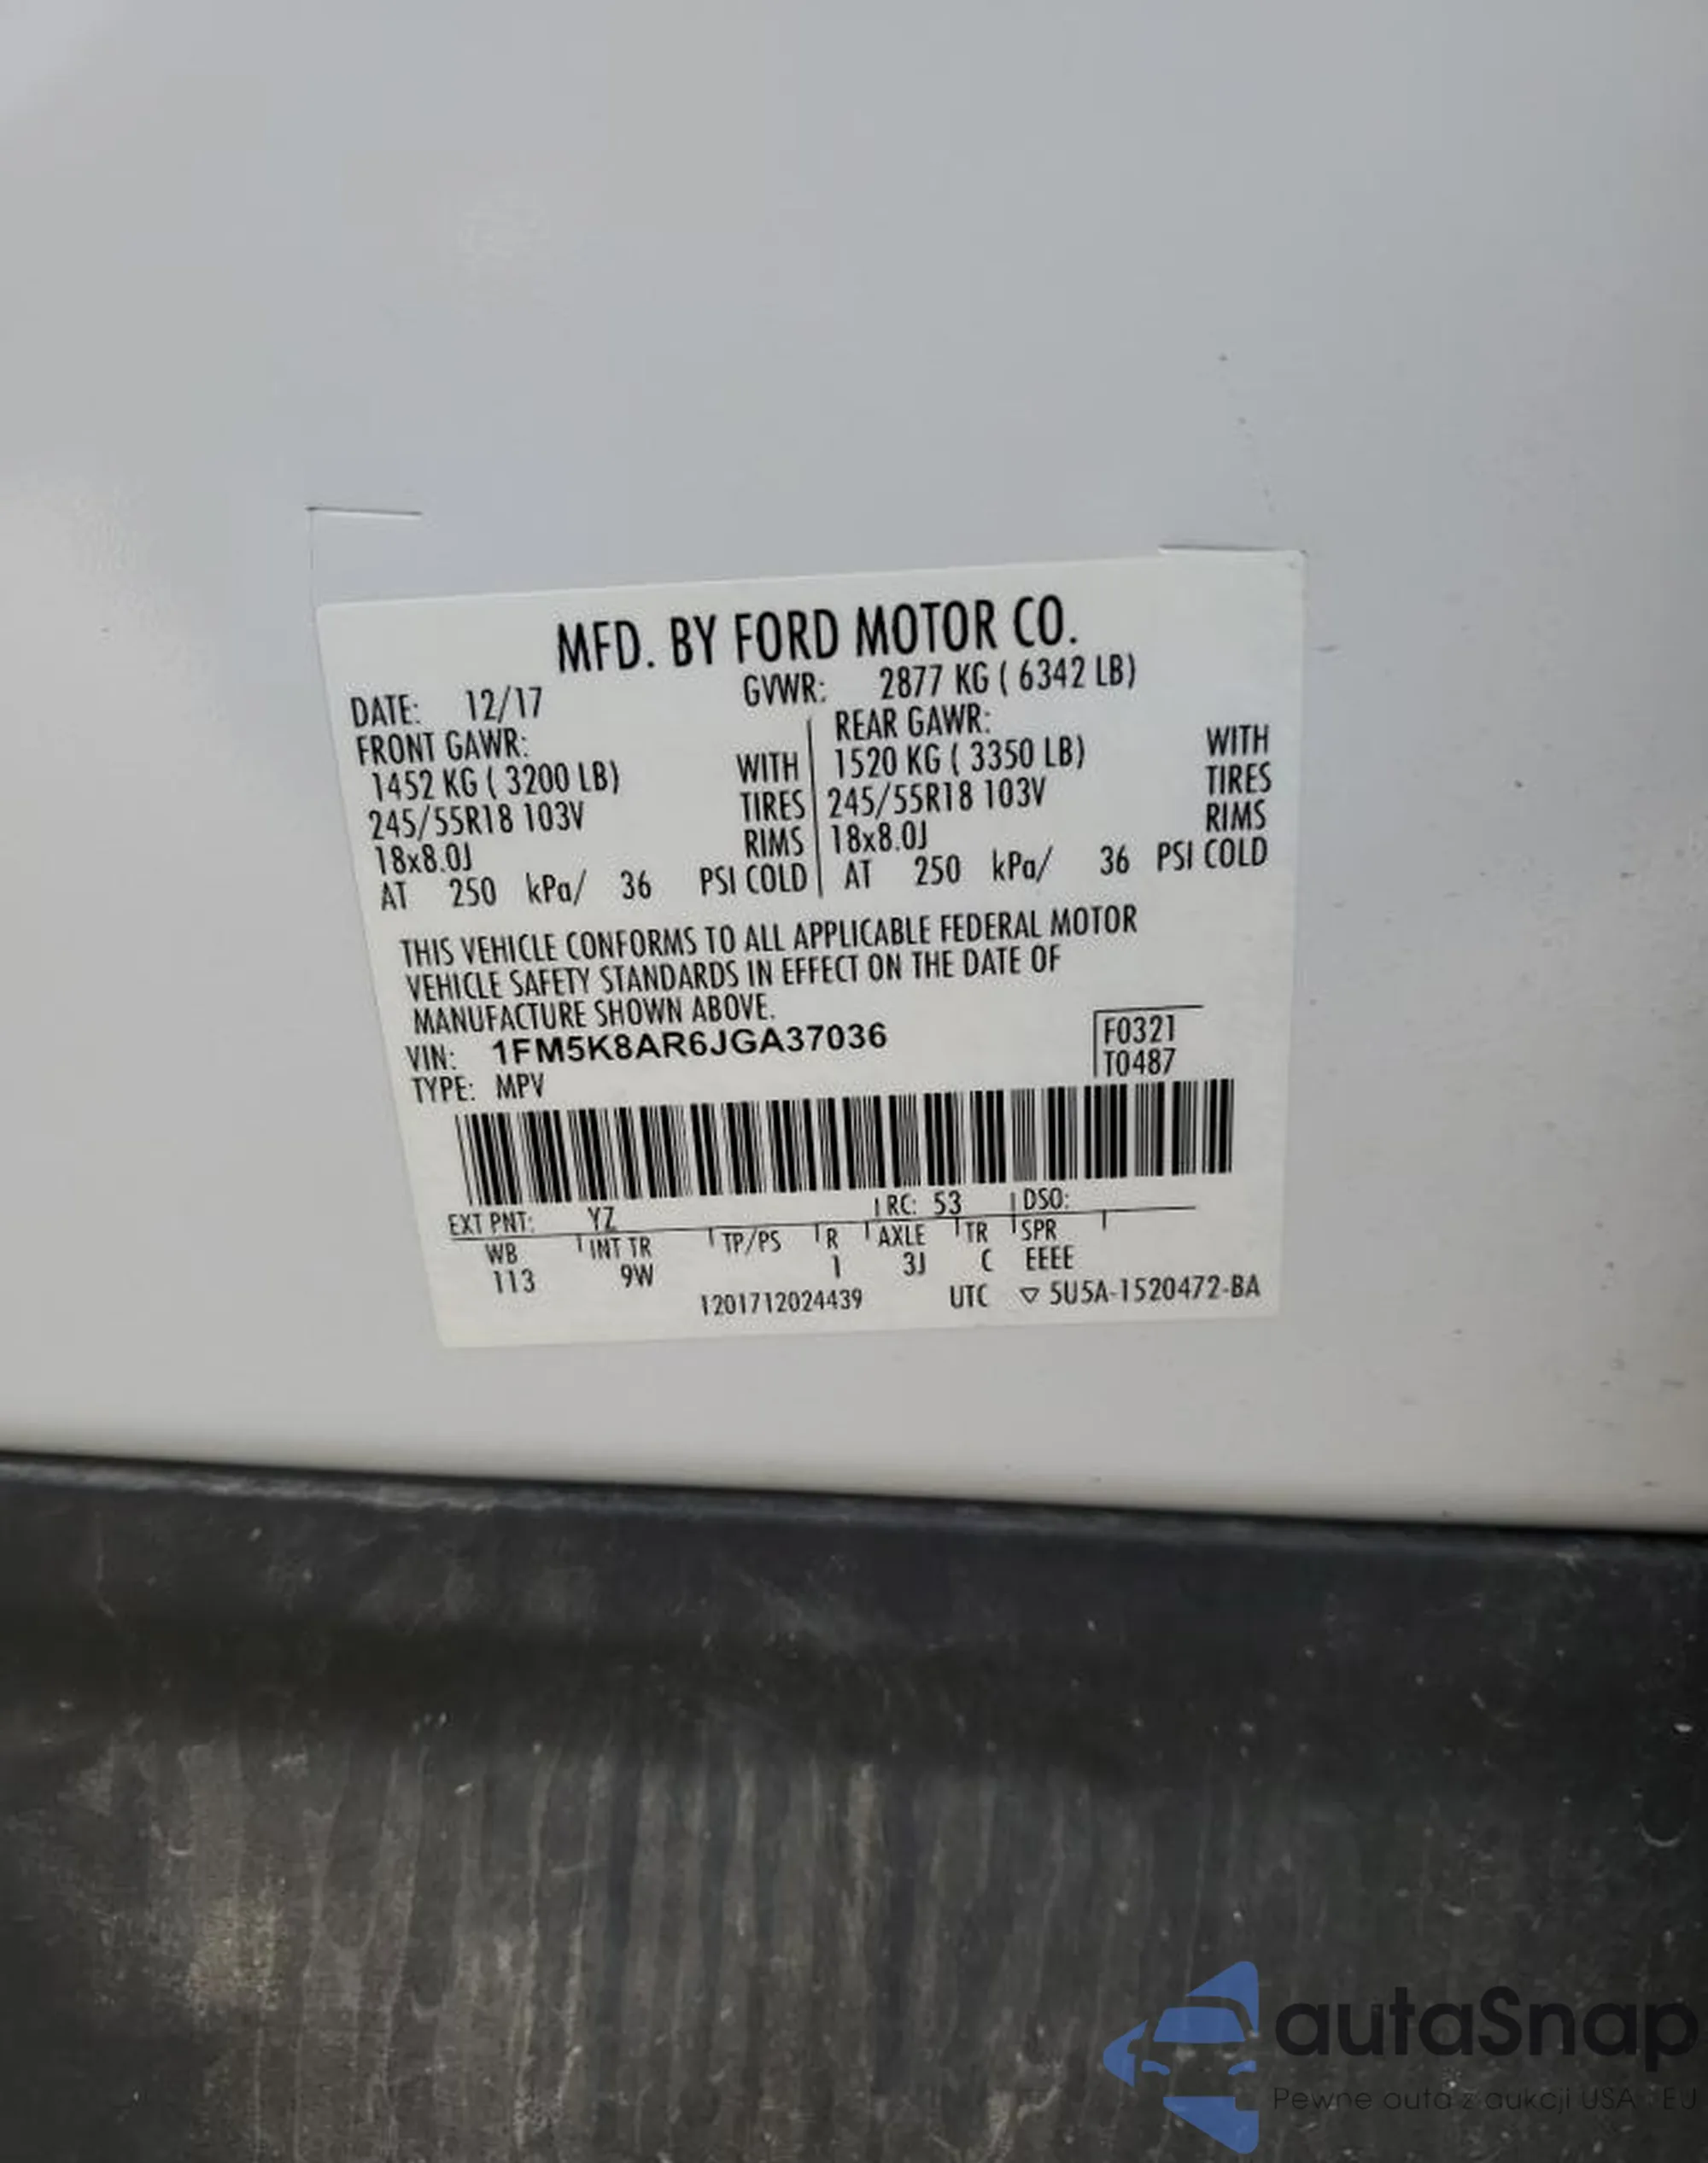 MFD. BY FORD MOTOR CO.
DATE: 12/17 GVWR: 2877 KG ( 6342 LB)
FRONT GAWR: REAR GAWR:
1452 KG ( 3200 LB) WITH 1520 KG ( 3350 LB) WITH
245/55R18 103V TIRES 245/55R18 103V TIRES
18x8.0J RIMS 18x8.0J RIMS
AT 250 kPa/ 36 PSI COLD AT 250 kPa/ 36 PSI COLD
THIS VEHICLE CONFORMS TO ALL APPLICABLE FEDERAL MOTOR
VEHICLE SAFETY STANDARDS IN EFFECT ON THE DATE OF
MANUFACTURE SHOWN ABOVE.
VIN: 1FM5K8AR6JGA37036 F0321
TYPE: MPV T0487
EXT PNT: YZ RC: 53 DSO:
WB INT TR TP/PS R AXLE TR SPR
113 9W 1 3J C EEEE
1201712024439 UTC ▽ 5U5A-1520472-BA
autaSnap
Pewne auta z aukcji USA EU